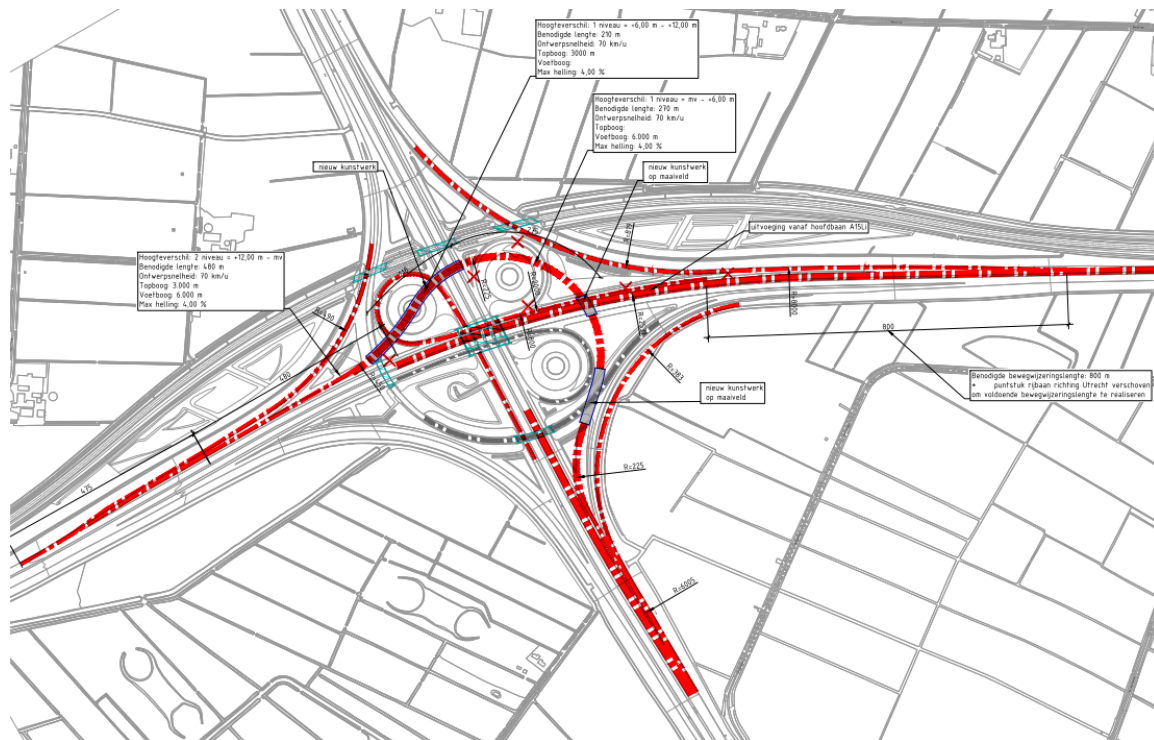 Hoogteverschil: 1 niveau = +6,00 m - +12,00 m
Benodigde lengte: 210 m
Ontwerpsnelheid: 70 km/u
Topboog: 3000 m
Voetboog:
Max helling: 4,00 %
Hoogteverschil: 1 niveau = mv - +6,00 m
Benodigde lengte: 270 m
Ontwerpsnelheid: 70 km/u
Topboog:
Voetboog: 6.000 m
Max helling: 4,00 %
nieuw kunstwerk
nieuw kunstwerk
op maaiveld
uitvoeging vanaf hoofdbaan A15Li
Hoogteverschil: 2 niveau = +12,00 m - mv
Benodigde lengte: 480 m
Ontwerpsnelheid: 70 km/u
Topboog: 3.000 m
Voetboog: 6.000 m
Max helling: 4,00 %
R=490
480
R=383
800
Benodigde bewegwijzeringslengte: 800 m
+ puntstuk rijbaan richting Utrecht verschoven
om voldoende bewegwijzeringslengte te realiseren
nieuw kunstwerk
op maaiveld
R=225
475
R=6005